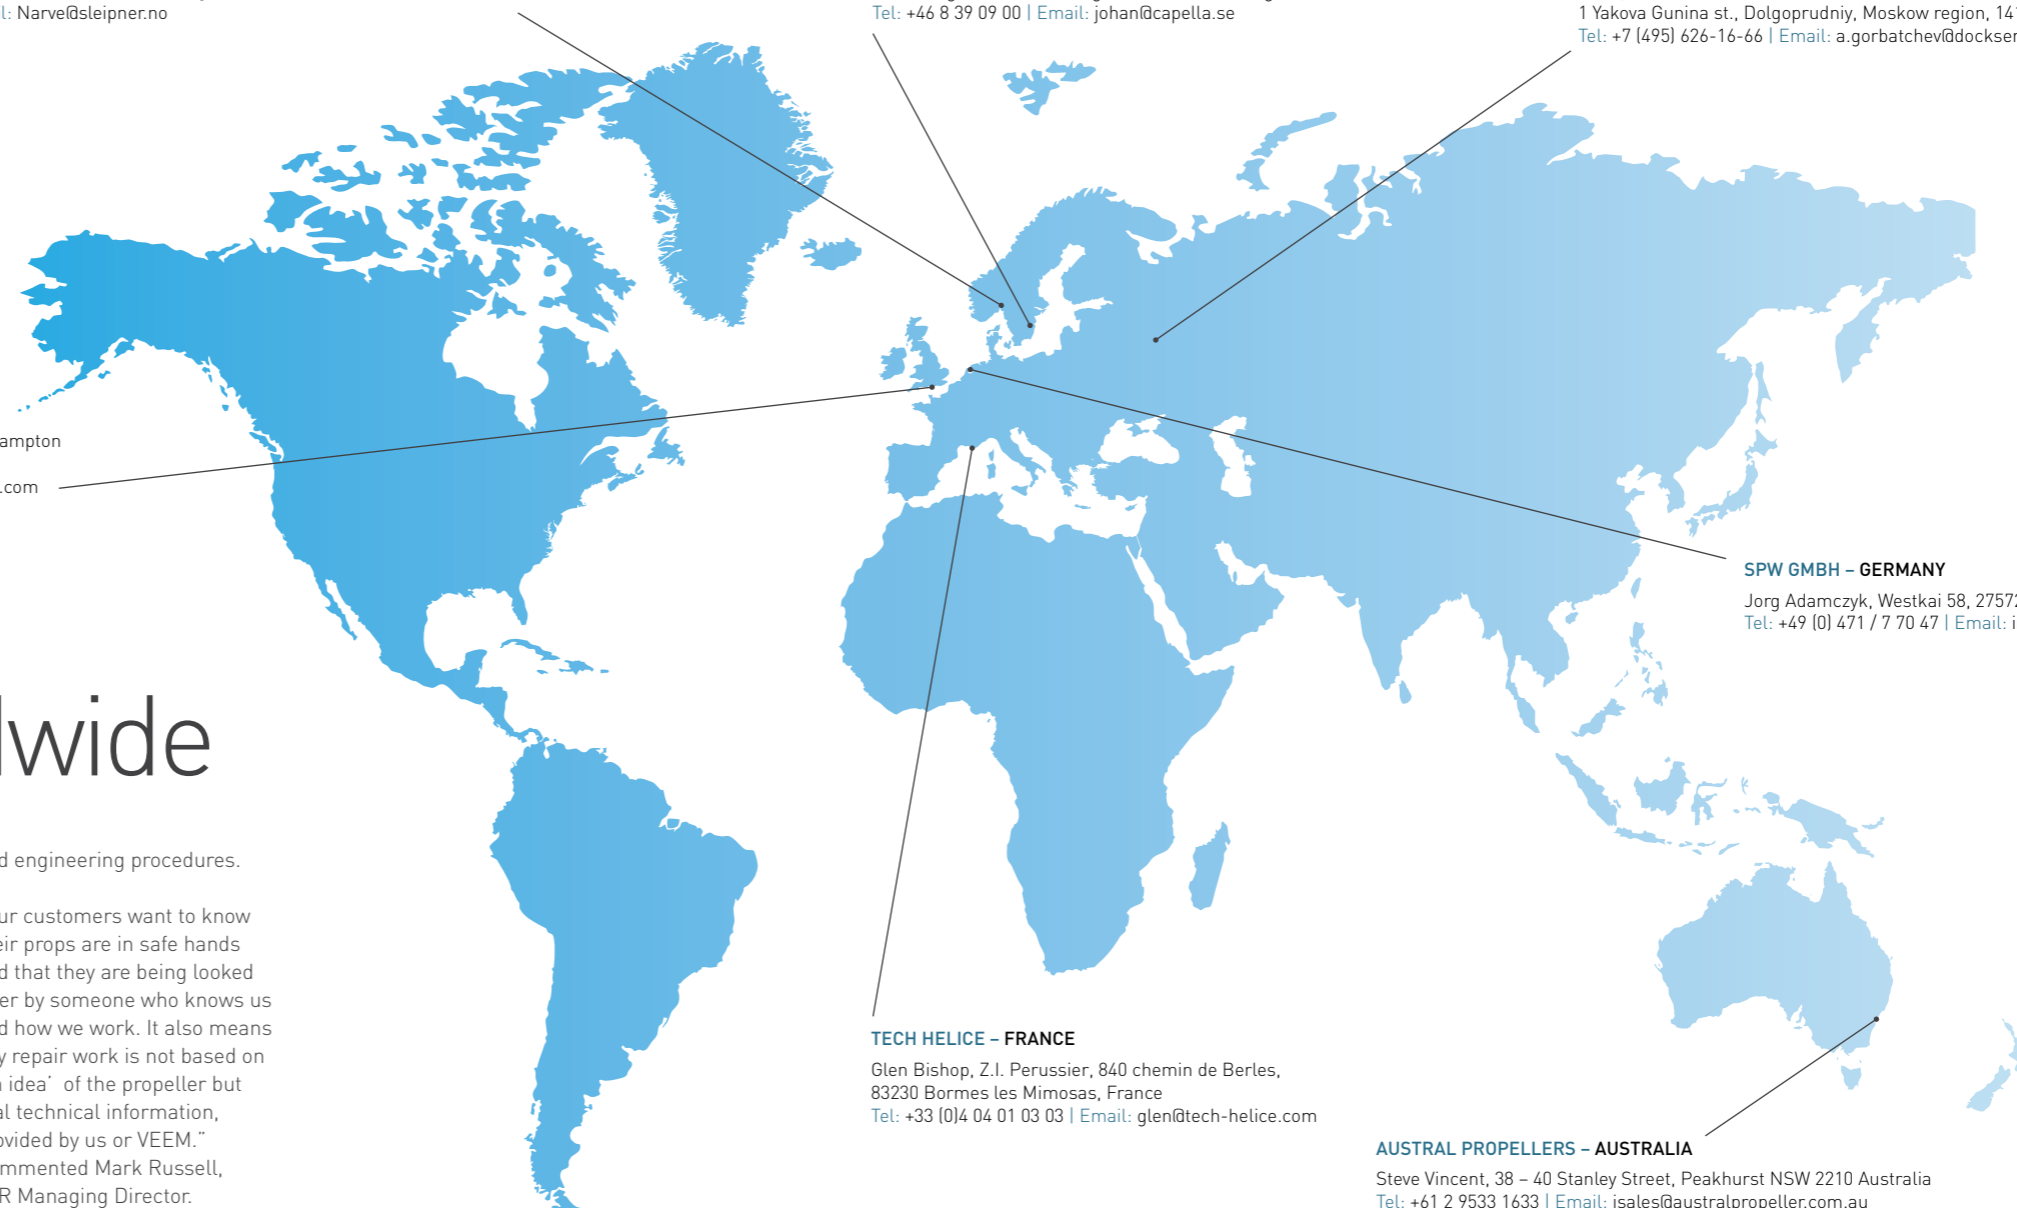 l: Narve@sleipner.no
Tel: +46 8 39 09 00 | Email: johan@capella.se
1 Yakova Gunina st., Dolgoprudniy, Moskow region, 14
Tel: +7 (495) 626-16-66 | Email: a.gorbatchev@dockser
ampton
.com
SPW GMBH – GERMANY
Jorg Adamczyk, Westkai 58, 27572
Tel: +49 (0) 471 / 7 70 47 | Email: i
lwide
d engineering procedures.
ur customers want to know
eir props are in safe hands
d that they are being looked
er by someone who knows us
d how we work. It also means
y repair work is not based on
n idea’ of the propeller but
al technical information,
ovided by us or VEEM.”
mmented Mark Russell,
R Managing Director.
TECH HELICE – FRANCE
Glen Bishop, Z.I. Perussier, 840 chemin de Berles,
83230 Bormes les Mimosas, France
Tel: +33 (0)4 04 01 03 03 | Email: glen@tech-helice.com
AUSTRAL PROPELLERS – AUSTRALIA
Steve Vincent, 38 – 40 Stanley Street, Peakhurst NSW 2210 Australia
Tel: +61 2 9533 1633 | Email: isales@australpropeller.com.au